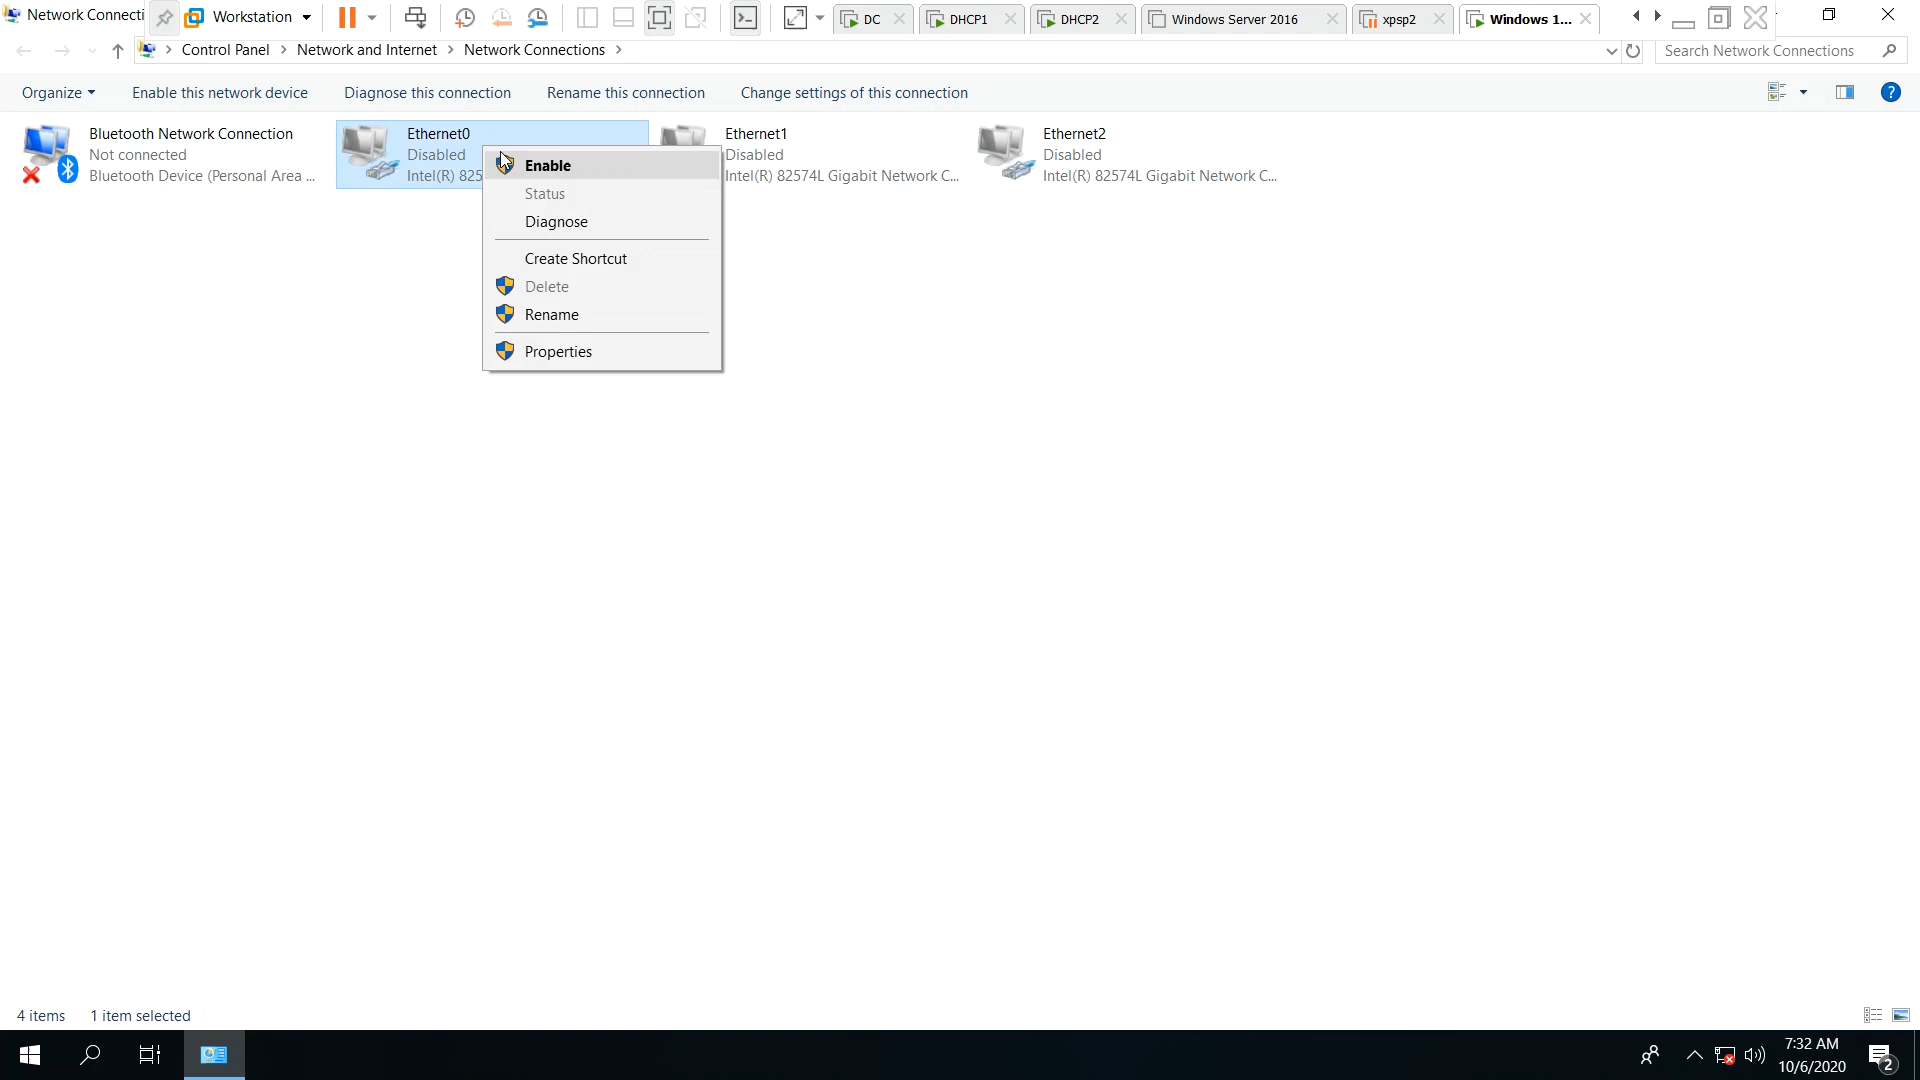 Network Connecti
Workstation
DC
DHCP1
DHCP2
Windows Server 2016
xpsp2
Windows 1...
Control Panel > Network and Internet > Network Connections >
Search Network Connections
Organize
Enable this network device
Diagnose this connection
Rename this connection
Change settings of this connection
Bluetooth Network Connection
Not connected
Bluetooth Device (Personal Area ...
Ethernet0
Disabled
Intel(R) 825
Ethernet1
Disabled
Intel(R) 82574L Gigabit Network C...
Ethernet2
Disabled
Intel(R) 82574L Gigabit Network C...
Enable
Status
Diagnose
Create Shortcut
Delete
Rename
Properties
4 items
1 item selected
7:32 AM
10/6/2020
2